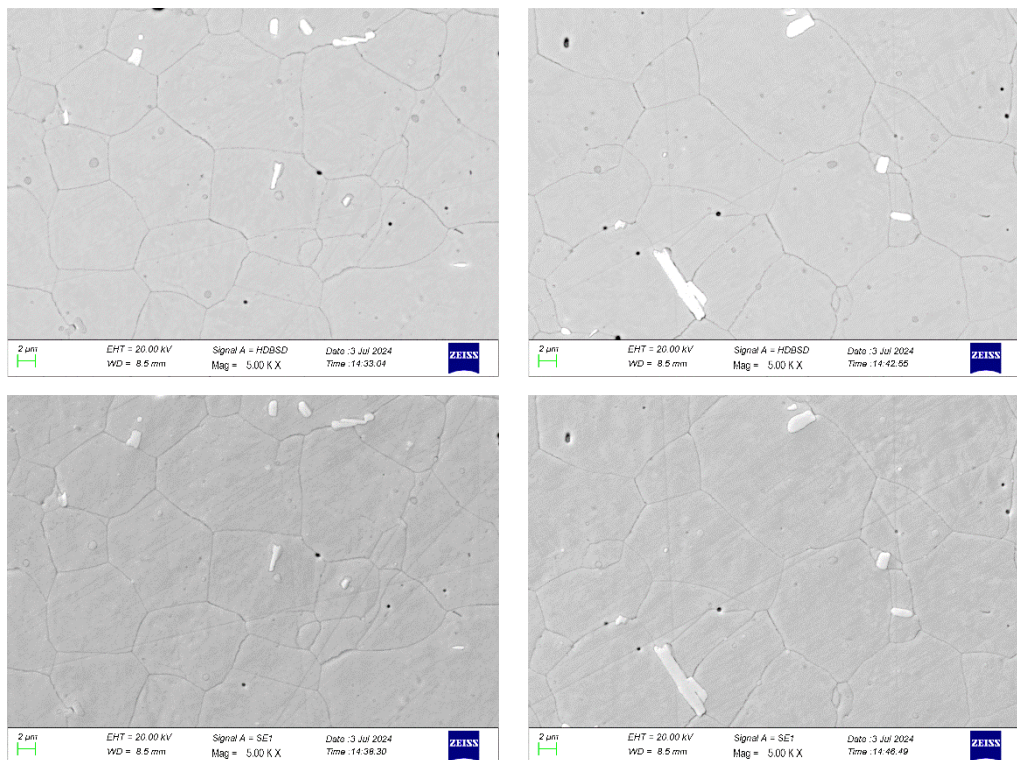 2 µm
EHT = 20.00 kV
WD = 8.5 mm
Signal A = HDBSD
Mag = 5.00 K X
Date :3 Jul 2024
Time :14:33.04
ZEISS
2 µm
EHT = 20.00 kV
WD = 8.5 mm
Signal A = HDBSD
Mag = 5.00 K X
Date :3 Jul 2024
Time :14:42.55
ZEISS
2 µm
EHT = 20.00 kV
WD = 8.5 mm
Signal A = SE1
Mag = 5.00 K X
Date :3 Jul 2024
Time :14:38.30
ZEISS
2 µm
EHT = 20.00 kV
WD = 8.5 mm
Signal A = SE1
Mag = 5.00 K X
Date :3 Jul 2024
Time :14:46.49
ZEISS